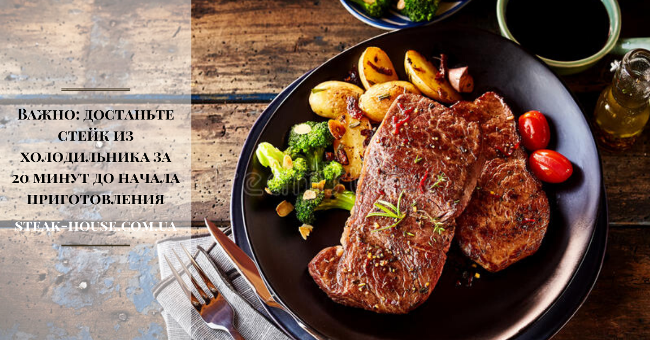 Важно: достаньте
стейк из
холодильника за
20 минут до начала
приготовления
steak-house.com.ua